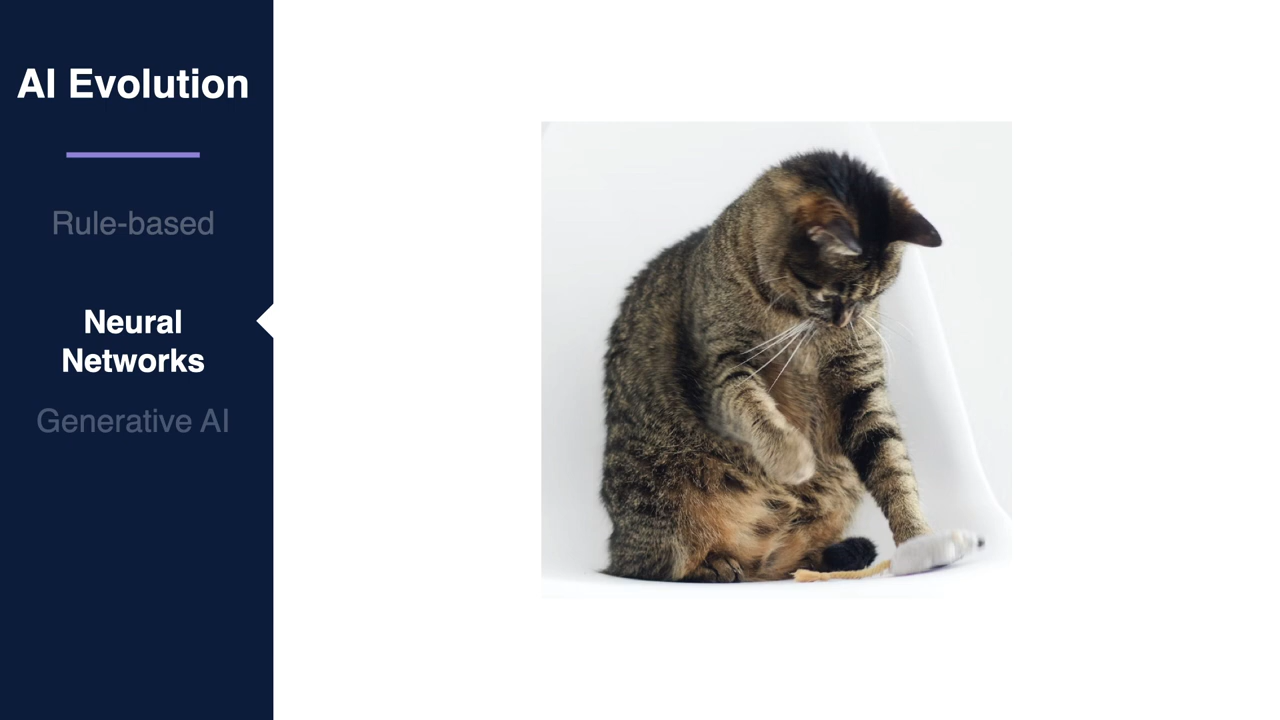 AI Evolution
Rule-based
Neural
Networks
Generative AI